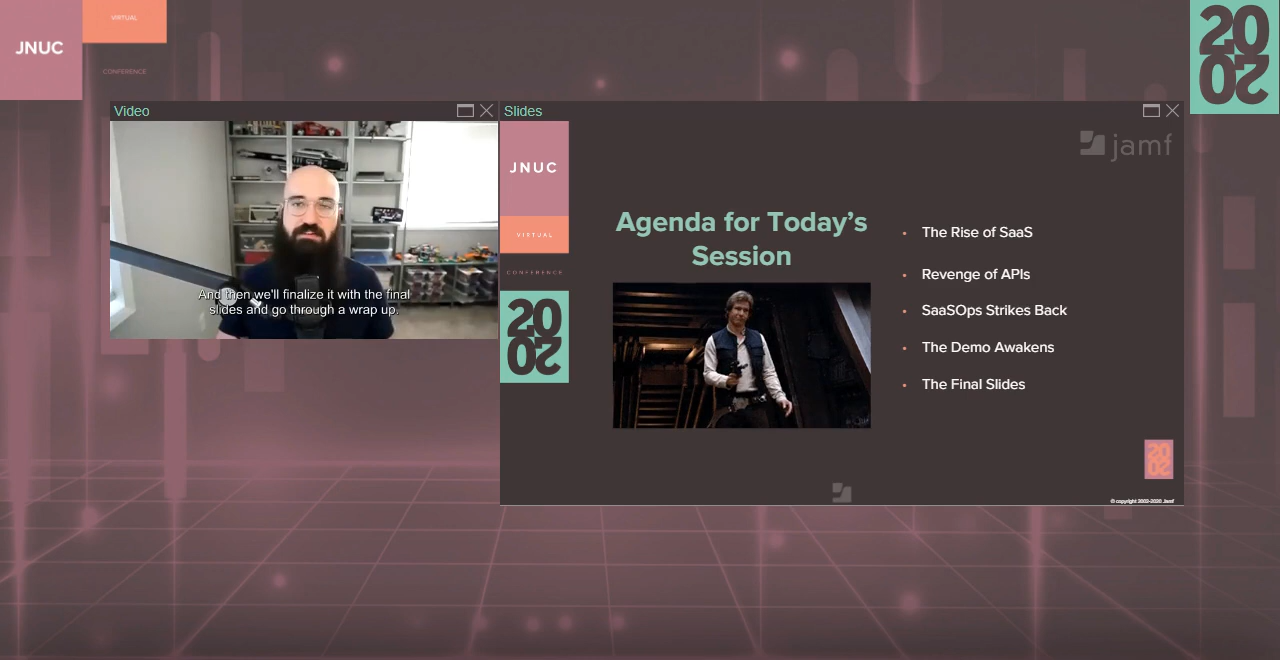 JNUC
VIRTUAL
CONFERENCE
2020
Video
Slides
And then we'll finalize it with the final
slides and go through a wrap up.
JNUC
VIRTUAL
CONFERENCE
2020
jamf
Agenda for Today's
Session
• The Rise of SaaS
• Revenge of APIs
• SaaSOps Strikes Back
• The Demo Awakens
• The Final Slides
2020
© copyright 2002-2020 Jamf